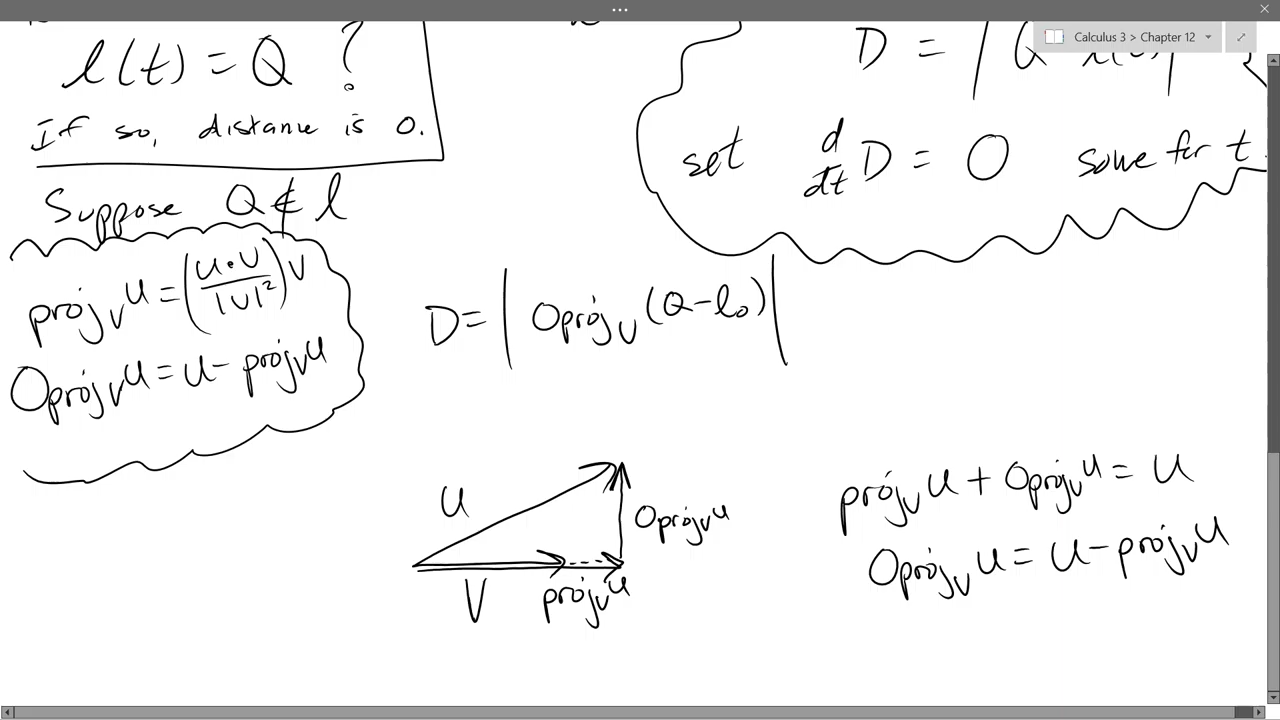 Calculus 3 > Chapter 12
l(t) = Q ?
If so, distance is 0.
D = | Q
set d/dt D = 0 solve for t.
Suppose Q ∉ l
proj_V u = (u • V / |V|²) V
Oproj_V u = u - proj_V u
D = | Oproj_V (Q - l₀) |
u
Oproj_V u
V
proj_V u
proj_V u + Oproj_V u = u
Oproj_V u = u - proj_V u